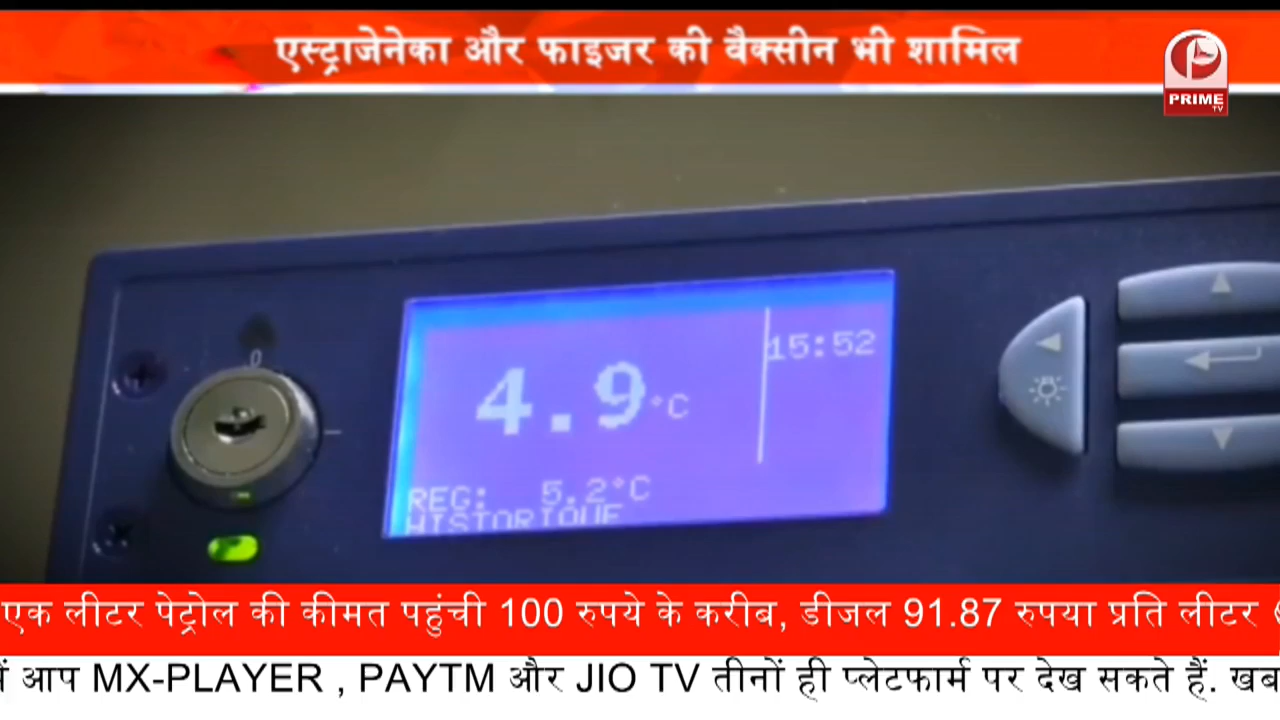 एस्ट्राजेनेका और फाइजर की वैक्सीन भी शामिल
PRIME
TV
0
15:52
4.9°C
REG: 5.2°C
HISTORIQUE
एक लीटर पेट्रोल की कीमत पहुंची 100 रुपये के करीब, डीजल 91.87 रुपया प्रति लीटर
आप MX-PLAYER , PAYTM और JIO TV तीनों ही प्लेटफार्म पर देख सकते हैं.